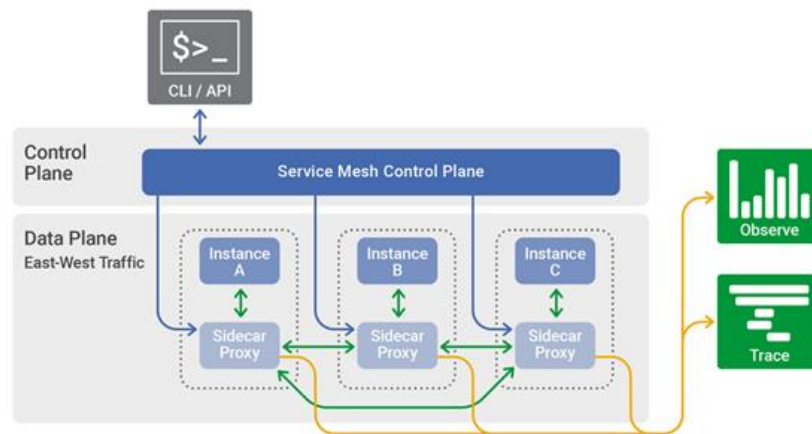 $>_
CLI / API
Control
Plane
Service Mesh Control Plane
Data Plane
East-West Traffic
Instance
A
Instance
B
Instance
C
Sidecar
Proxy
Sidecar
Proxy
Sidecar
Proxy
Observe
Trace